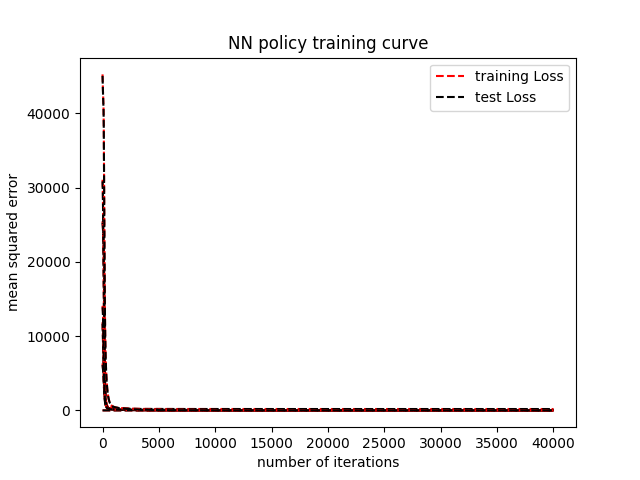 NN policy training curve
training Loss
test Loss
mean squared error
40000
30000
20000
10000
0
0 5000 10000 15000 20000 25000 30000 35000 40000
number of iterations